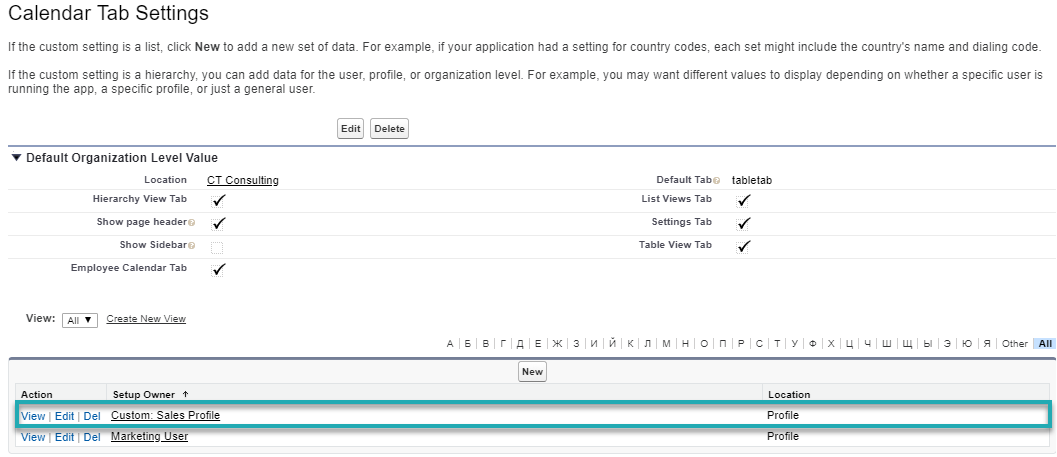 Calendar Tab Settings
If the custom setting is a list, click New to add a new set of data. For example, if your application had a setting for country codes, each set might include the country's name and dialing code.
If the custom setting is a hierarchy, you can add data for the user, profile, or organization level. For example, you may want different values to display depending on whether a specific user is
running the app, a specific profile, or just a general user.
Edit Delete
▼ Default Organization Level Value
Location CT Consulting Default Tab ? tabletab
Hierarchy View Tab ✓ List Views Tab ✓
Show page header ? ✓ Settings Tab ✓
Show Sidebar ? Table View Tab ✓
Employee Calendar Tab ✓
View: All ▼ Create New View
А | Б | В | Г | Д | Е | Ж | З | И | Й | К | Л | М | Н | О | П | Р | С | Т | У | Ф | Х | Ц | Ч | Ш | Щ | Ы | Э | Ю | Я | Other | All
New
Action Setup Owner ↑ Location
View | Edit | Del Custom: Sales Profile Profile
View | Edit | Del Marketing User Profile